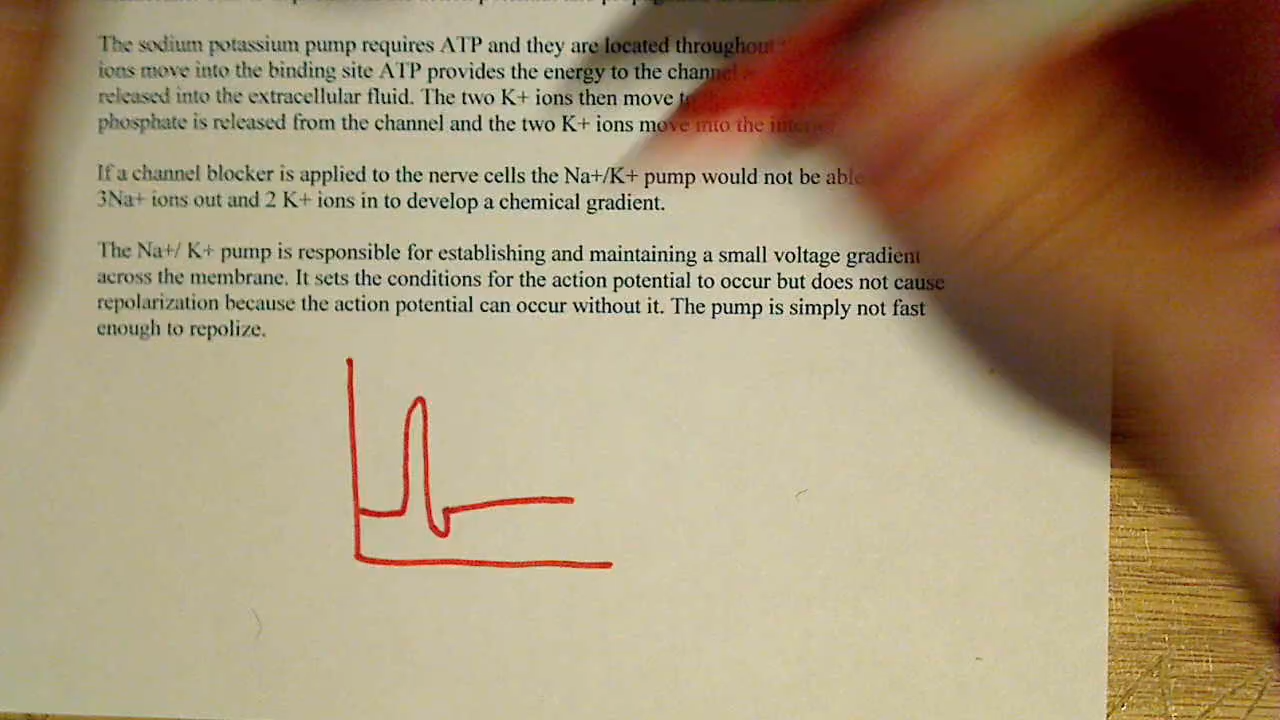 The sodium potassium pump requires ATP and they are located throughout
ions move into the binding site ATP provides the energy to the channel
released into the extracellular fluid. The two K+ ions then move
phosphate is released from the channel and the two K+ ions move into the
If a channel blocker is applied to the nerve cells the Na+/K+ pump would not be able
3Na+ ions out and 2 K+ ions in to develop a chemical gradient.
The Na+/ K+ pump is responsible for establishing and maintaining a small voltage gradient
across the membrane. It sets the conditions for the action potential to occur but does not cause
repolarization because the action potential can occur without it. The pump is simply not fast
enough to repolize.